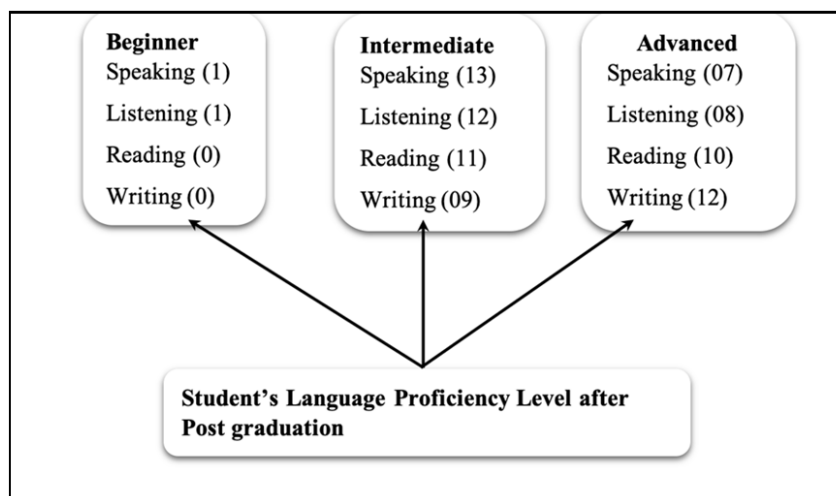 Beginner
Speaking (1)
Listening (1)
Reading (0)
Writing (0)
Intermediate
Speaking (13)
Listening (12)
Reading (11)
Writing (09)
Advanced
Speaking (07)
Listening (08)
Reading (10)
Writing (12)
Student’s Language Proficiency Level after
Post graduation